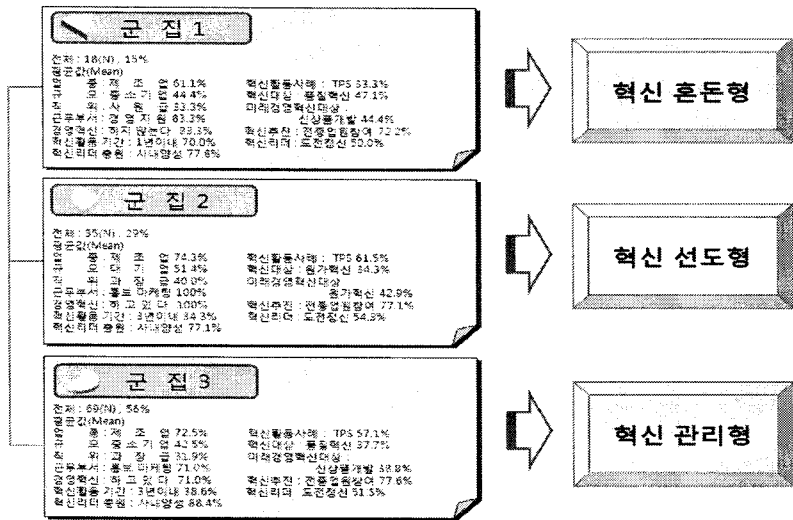 군 집 1
전체 : 18(N), 15%
평균값(Mean)
업 종 : 제 조 업 61.1%
규 모 : 중 소 기 업 44.4%
직 위 : 사 원 급 33.3%
근무부서 : 경영지원 83.3%
경영혁신 : 하지 않는다 83.3%
혁신활동 기간 : 1년이내 70.0%
혁신리더 충원 : 사내양성 77.8%
혁신활동사례 : TPS 53.3%
혁신대상 : 품질혁신 47.1%
미래경영혁신대상 :
신상품개발 44.4%
혁신추진 : 전종업원참여 72.2%
혁신리더 : 도전정신 50.0%
혁신 혼돈형
군 집 2
전체 : 35(N), 29%
평균값(Mean)
업 종 : 제 조 업 74.3%
규 모 : 대 기 업 51.4%
직 위 : 과 장 급 40.0%
근무부서 : 홍보 마케팅 100%
경영혁신 : 하 고 있 다 100%
혁신활동 기간 : 3년이내 34.3%
혁신리더 충원 : 사내양성 77.1%
혁신활동사례 : TPS 61.5%
혁신대상 : 원가혁신 34.3%
미래경영혁신대상
원가혁신 42.9%
혁신추진 : 전종업원참여 77.1%
혁신리더 : 도전정신 54.3%
혁신 선도형
군 집 3
전체 : 69(N), 56%
평균값(Mean)
업 종 : 제 조 업 72.5%
규 모 : 중 소 기 업 42.5%
직 위 : 과 장 급 31.9%
근무부서 : 홍보 마케팅 71.0%
경영혁신 : 하 고 있 다 71.0%
혁신활동 기간 : 3년이내 38.6%
혁신리더 충원 : 사내양성 88.4%
혁신활동사례 : TPS 57.1%
혁신대상 : 품질혁신 37.7%
미래경영혁신대상 :
신상품개발 38.8%
혁신추진 : 전종업원참여 77.6%
혁신리더 : 도전정신 51.5%
혁신 관리형